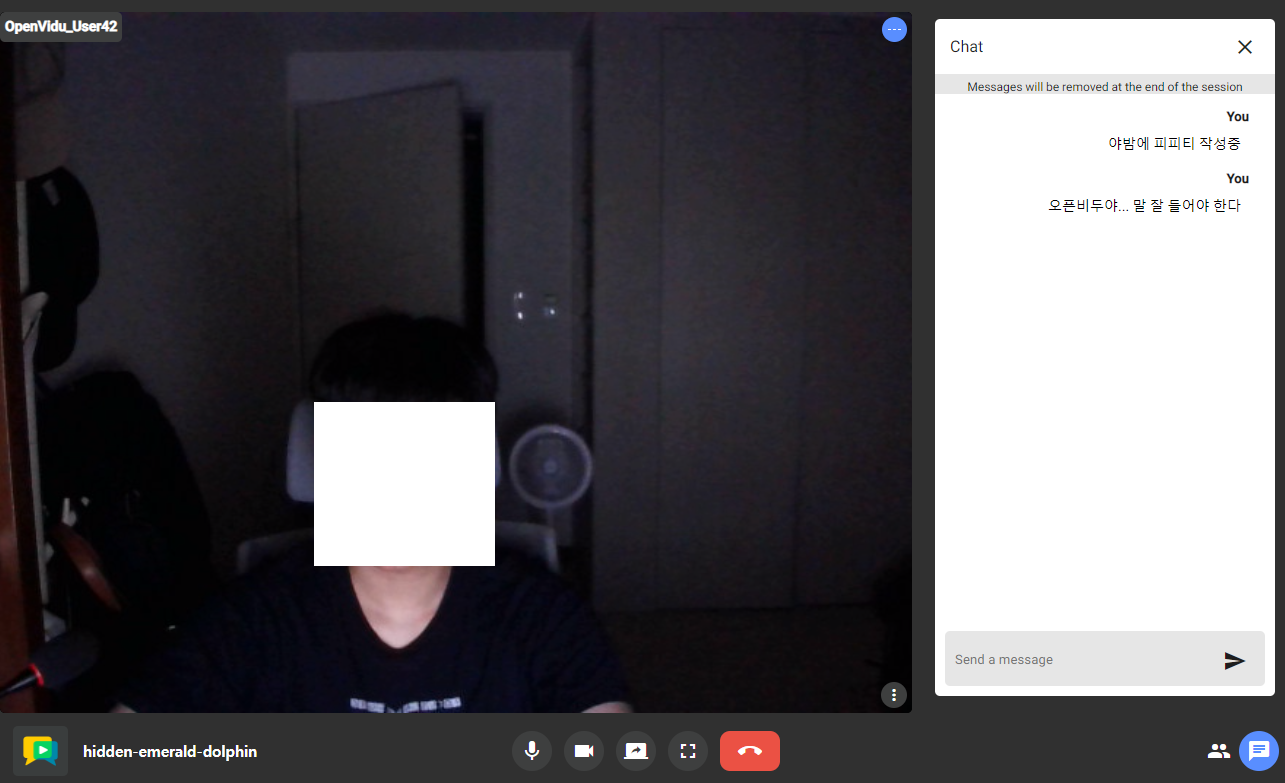 OpenVidu_User42
Chat
Messages will be removed at the end of the session
You
야밤에 피피티 작성중
You
오픈비두야... 말 잘 들어야 한다
Send a message
hidden-emerald-dolphin